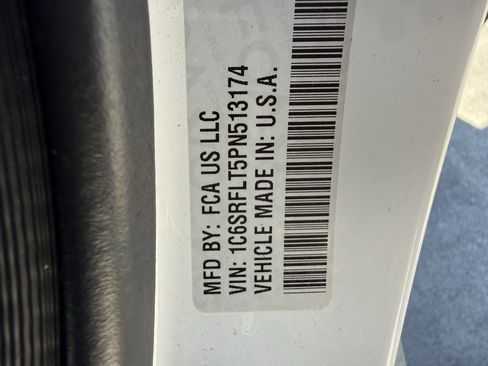 MFD BY: FCA US LLC
VIN: 1C6SRFLT5PN513174
VEHICLE MADE IN: U.S.A.